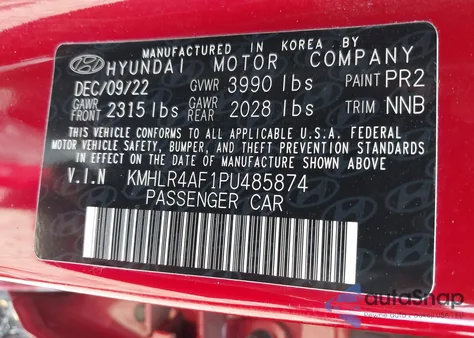 MANUFACTURED IN KOREA BY
HYUNDAI MOTOR COMPANY
DEC/09/22 GVWR 3990 lbs PAINT PR2
GAWR FRONT 2315 lbs GAWR REAR 2028 lbs TRIM NNB
THIS VEHICLE CONFORMS TO ALL APPLICABLE U.S.A. FEDERAL
MOTOR VEHICLE SAFETY, BUMPER, AND THEFT PREVENTION STANDARDS
IN EFFECT ON THE DATE OF MANUFACTURE SHOWN ABOVE
V.I.N KMHLR4AF1PU485874
PASSENGER CAR
autoSnap